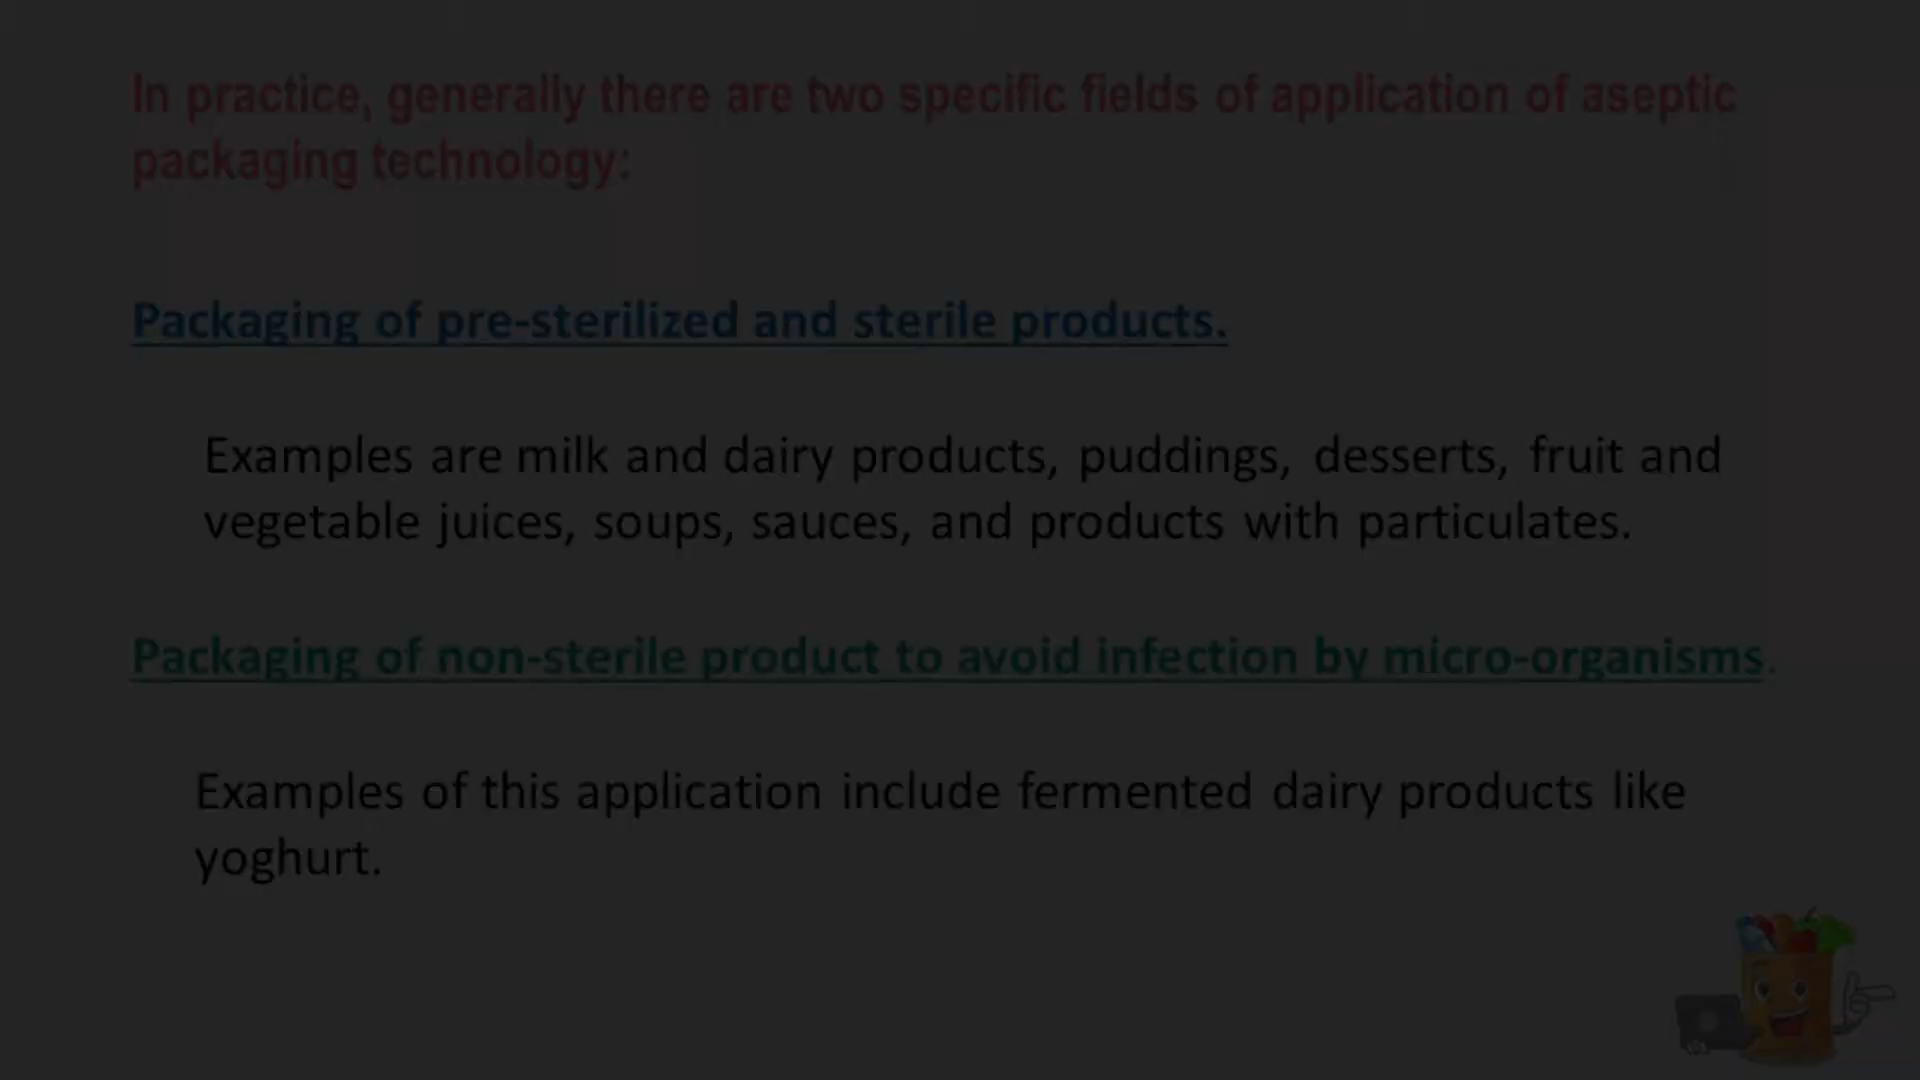 In practice, generally there are two specific fields of application of aseptic
packaging technology:
Packaging of pre-sterilized and sterile products.
Examples are milk and dairy products, puddings, desserts, fruit and
vegetable juices, soups, sauces, and products with particulates.
Packaging of non-sterile product to avoid infection by micro-organisms.
Examples of this application include fermented dairy products like
yoghurt.